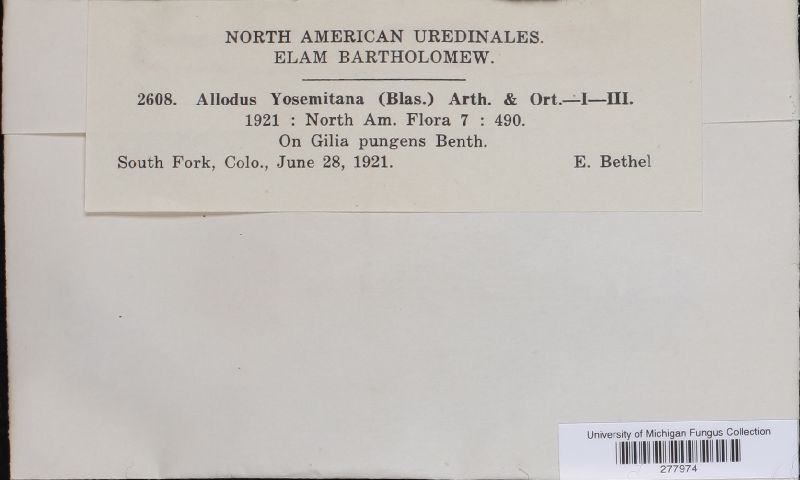 NORTH AMERICAN UREDINALES.
ELAM BARTHOLOMEW.
2608. Allodus Yosemitana (Blas.) Arth. & Ort.—I—III.
1921 : North Am. Flora 7 : 490.
On Gilia pungens Benth.
South Fork, Colo., June 28, 1921. E. Bethel
University of Michigan Fungus Collection
277974